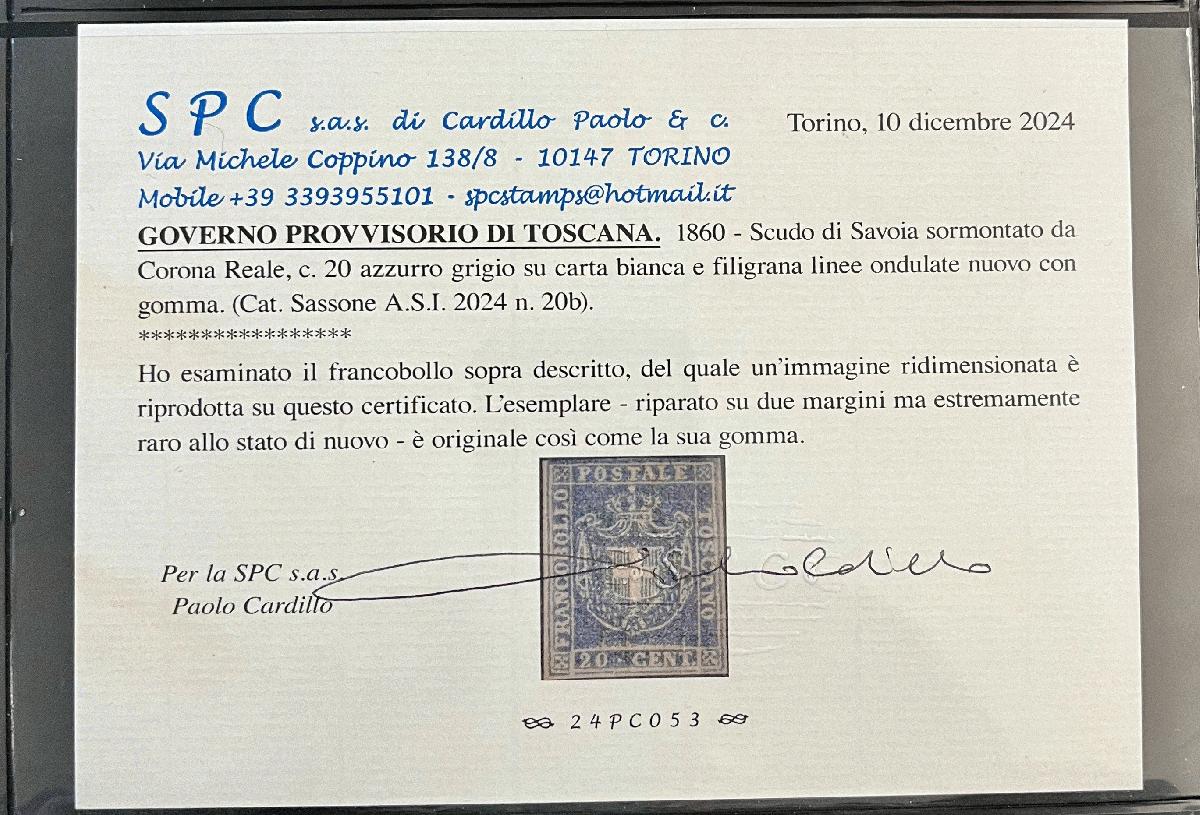 SPC s.a.s. di Cardillo Paolo & c.
Torino, 10 dicembre 2024
Via Michele Coppino 138/8 - 10147 TORINO
Mobile +39 3393955101 - spcstamps@hotmail.it
GOVERNO PROVVISORIO DI TOSCANA. 1860 - Scudo di Savoia sormontato da
Corona Reale, c. 20 azzurro grigio su carta bianca e filigrana linee ondulate nuovo con
gomma. (Cat. Sassone A.S.I. 2024 n. 20b).
*****************
Ho esaminato il francobollo sopra descritto, del quale un'immagine ridimensionata è
riprodotta su questo certificato. L'esemplare - riparato su due margini ma estremamente
raro allo stato di nuovo - è originale così come la sua gomma.
FRANCOBOLLO
POSTALE
TOSCANO
20 CENT.
Per la SPC s.a.s.
Paolo Cardillo
24PC053